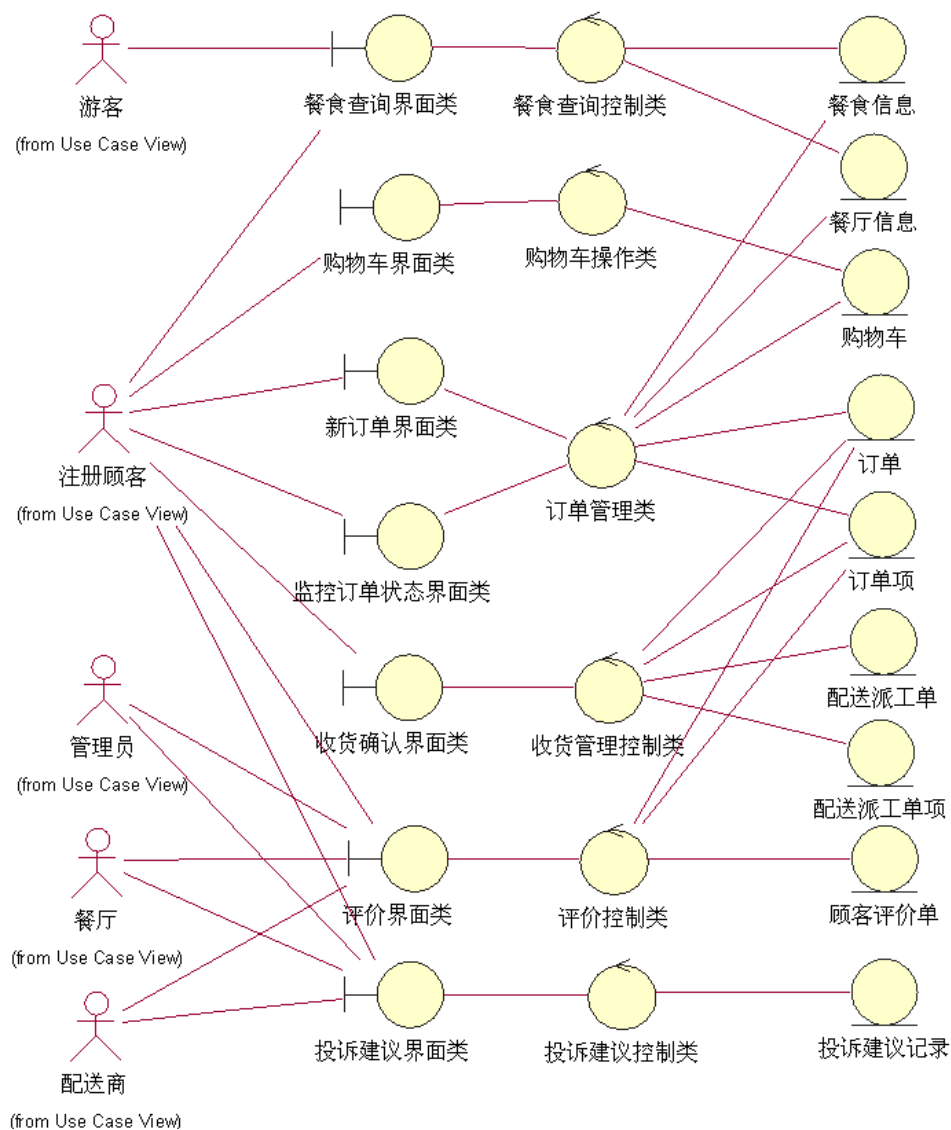 游客
(from Use Case View)
餐食查询界面类
餐食查询控制类
餐食信息
餐厅信息
购物车界面类
购物车操作类
购物车
注册顾客
(from Use Case View)
新订单界面类
订单管理类
订单
监控订单状态界面类
订单项
管理员
(from Use Case View)
收货确认界面类
收货管理控制类
配送派工单
配送派工单项
餐厅
(from Use Case View)
评价界面类
评价控制类
顾客评价单
配送商
(from Use Case View)
投诉建议界面类
投诉建议控制类
投诉建议记录